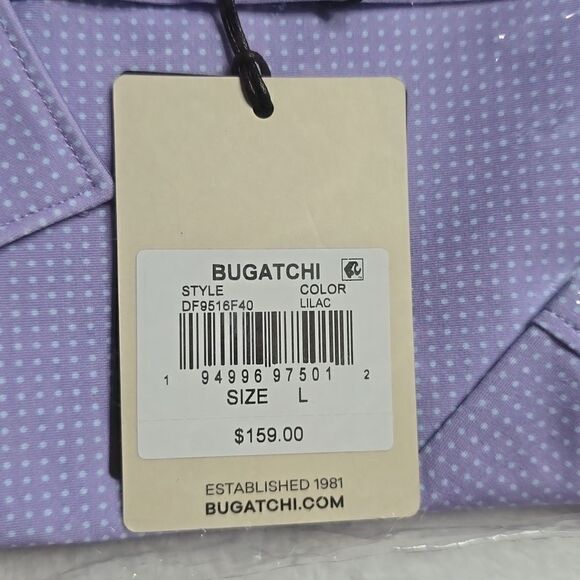 BUGATCHI
STYLE COLOR
DF9516F40 LILAC
1 94996 97501 2
SIZE L
$159.00
ESTABLISHED 1981
BUGATCHI.COM